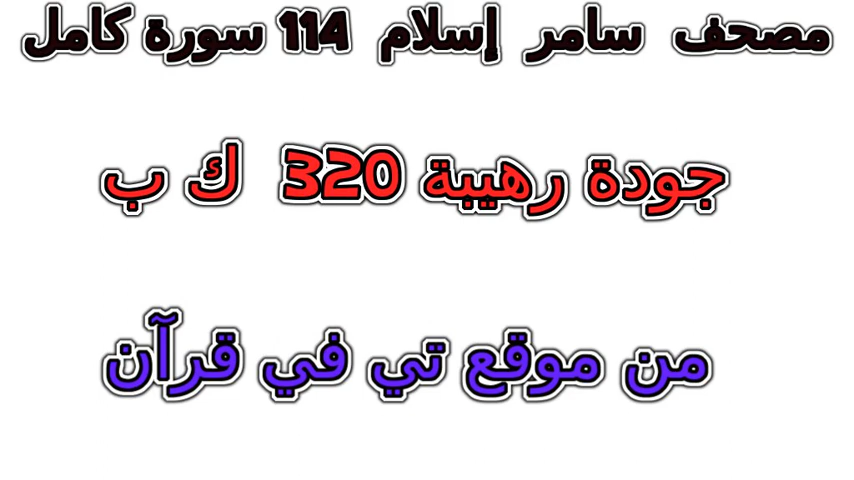 مصحف سامر إسلام 114 سورة كامل
جودة رهيبة 320 ك ب
من موقع تي في قرآن